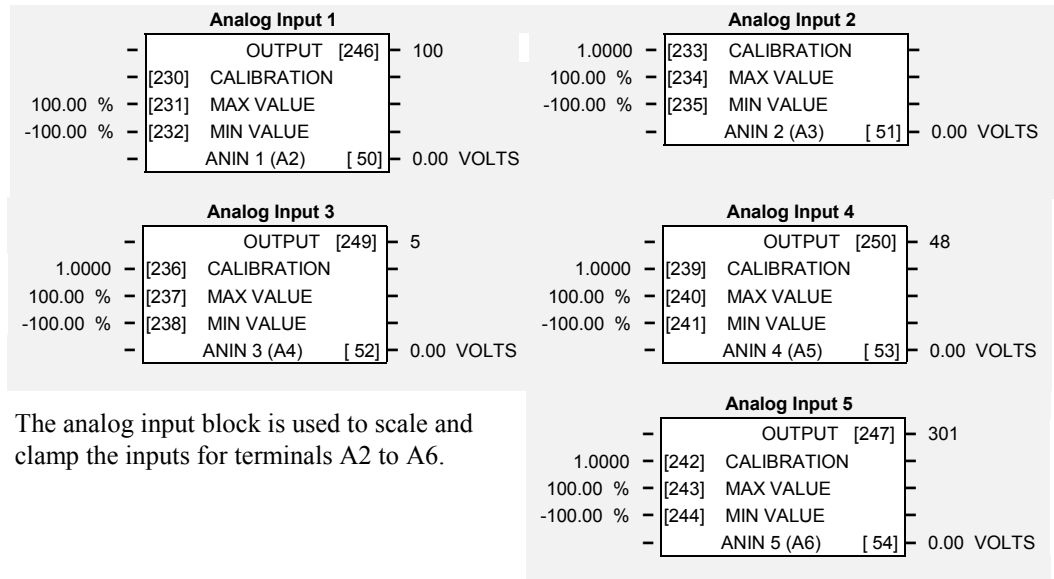 Analog Input 1
OUTPUT [246] 100
[230] CALIBRATION
100.00 % [231] MAX VALUE
-100.00 % [232] MIN VALUE
ANIN 1 (A2) [ 50] 0.00 VOLTS
Analog Input 2
1.0000 [233] CALIBRATION
100.00 % [234] MAX VALUE
-100.00 % [235] MIN VALUE
ANIN 2 (A3) [ 51] 0.00 VOLTS
Analog Input 3
OUTPUT [249] 5
1.0000 [236] CALIBRATION
100.00 % [237] MAX VALUE
-100.00 % [238] MIN VALUE
ANIN 3 (A4) [ 52] 0.00 VOLTS
Analog Input 4
OUTPUT [250] 48
1.0000 [239] CALIBRATION
100.00 % [240] MAX VALUE
-100.00 % [241] MIN VALUE
ANIN 4 (A5) [ 53] 0.00 VOLTS
The analog input block is used to scale and
clamp the inputs for terminals A2 to A6.
Analog Input 5
OUTPUT [247] 301
1.0000 [242] CALIBRATION
100.00 % [243] MAX VALUE
-100.00 % [244] MIN VALUE
ANIN 5 (A6) [ 54] 0.00 VOLTS